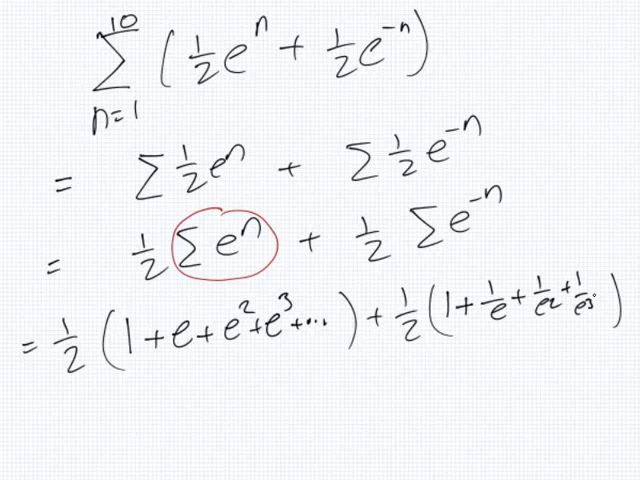 10
∑ (½eⁿ + ½e⁻ⁿ)
n=1
= ∑ ½eⁿ + ∑ ½e⁻ⁿ
= ½ ∑ eⁿ + ½ ∑ e⁻ⁿ
= ½ (1+e+e²+e³+...) + ½ (1+1/e+1/e2+1/e3.)